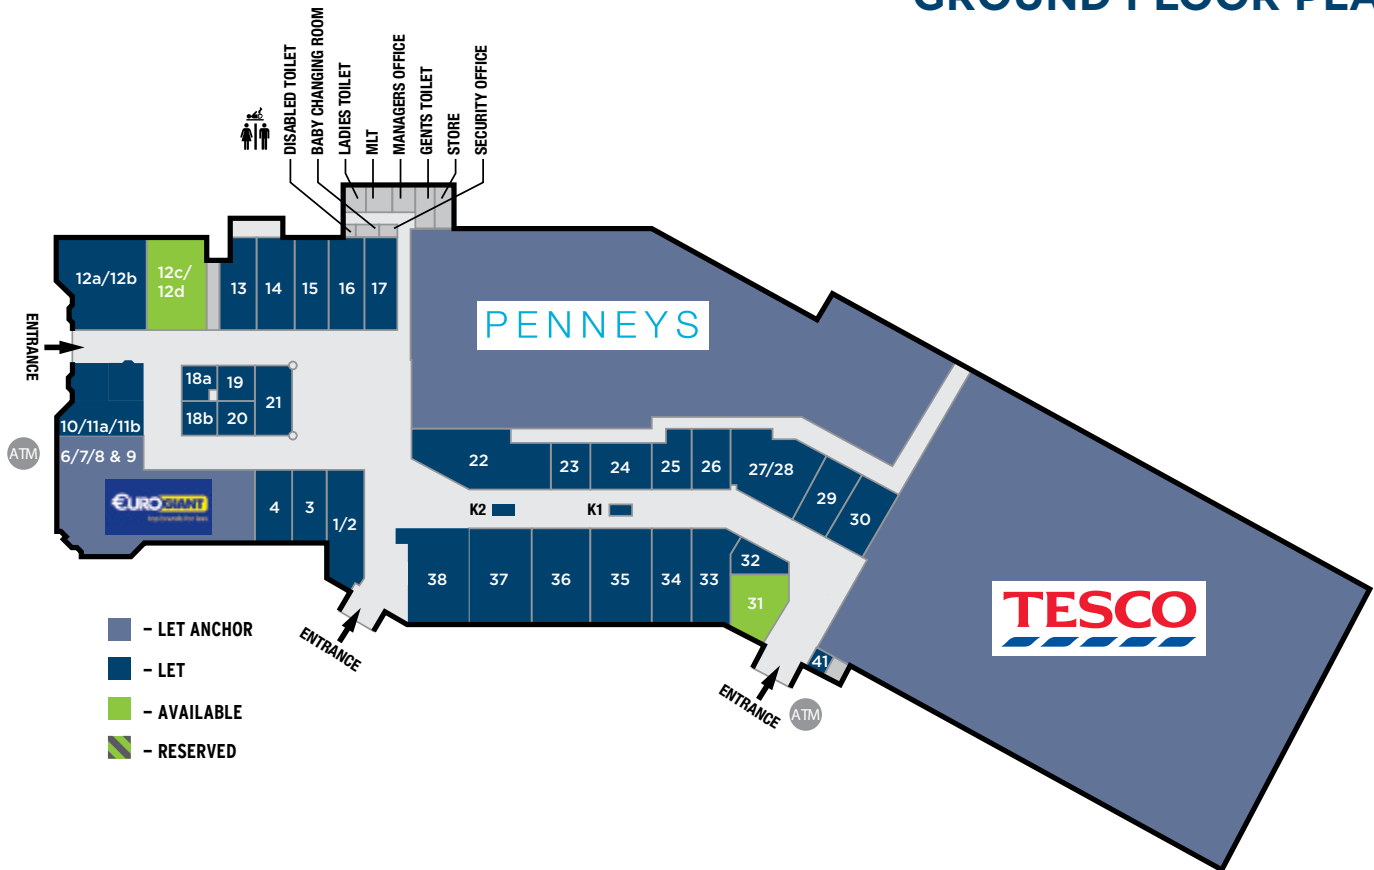 GROUND FLOOR PLA
DISABLED TOILET
BABY CHANGING ROOM
LADIES TOILET
MLT
MANAGERS OFFICE
GENTS TOILET
STORE
SECURITY OFFICE
12a/12b
12c/
12d
13
14
15
16
17
PENNEYS
ENTRANCE
18a
19
21
18b
20
10/11a/11b
ATM
6/7/8 & 9
EUROGIANT
4
3
1/2
22
23
24
25
26
27/28
29
30
K2
K1
38
37
36
35
34
33
32
31
TESCO
41
ENTRANCE
ENTRANCE
ATM
– LET ANCHOR
– LET
– AVAILABLE
– RESERVED